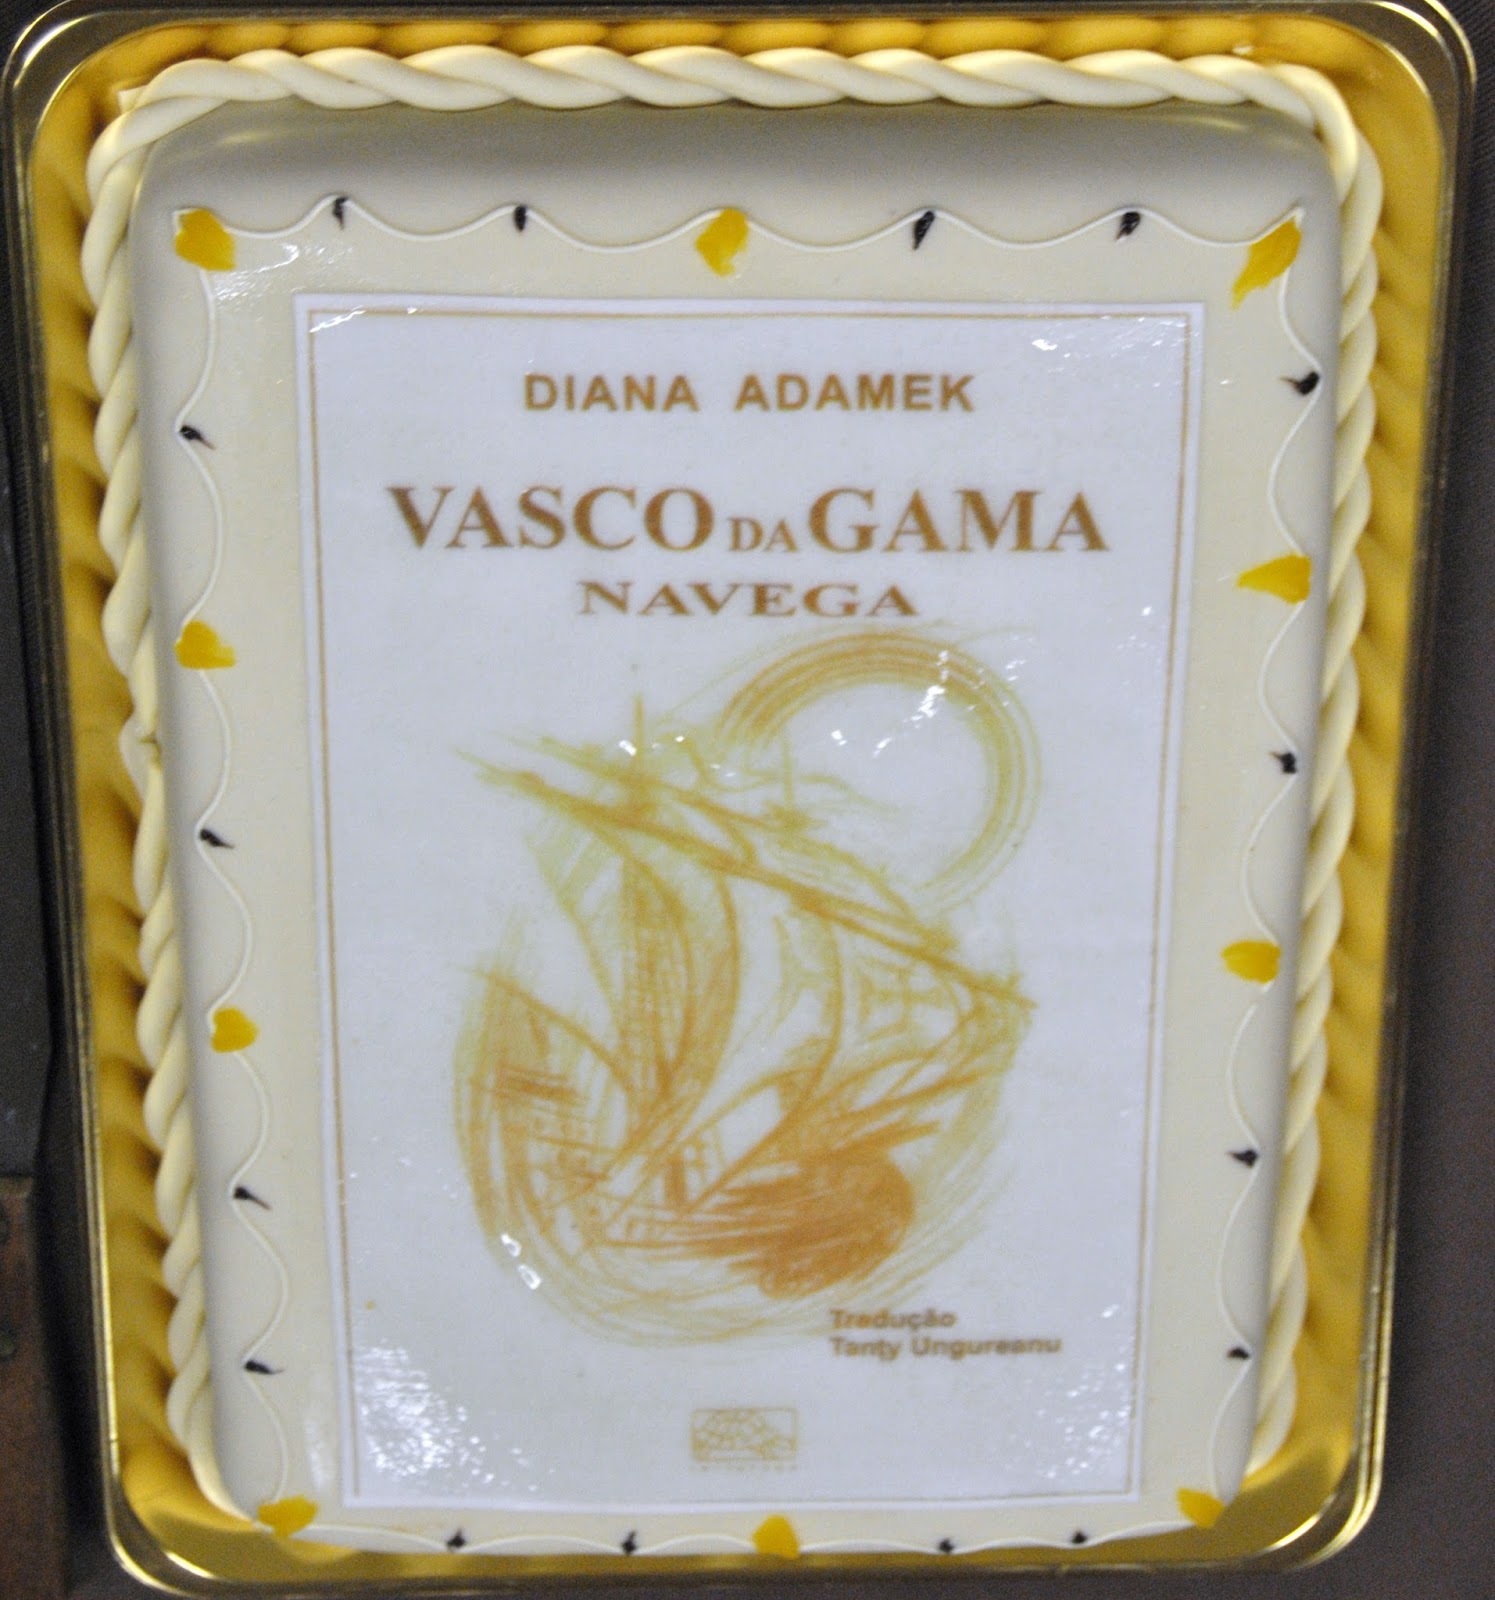 DIANA ADAMEK
VASCO DA GAMA
NAVEGA
Tradução
Tanty Ungureanu